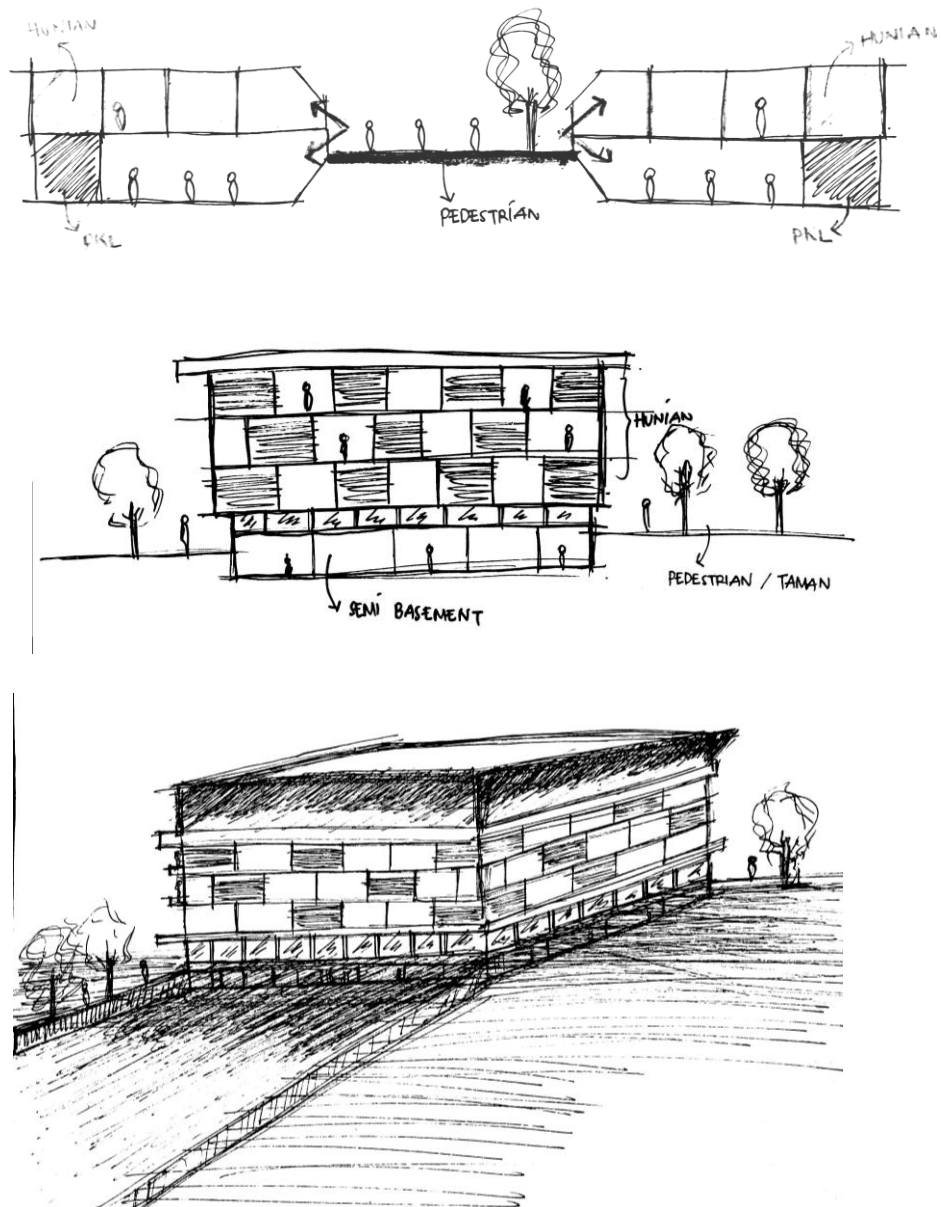 HUNIAN
HUNIAN
PKL
PEDESTRIAN
PKL
HUNIAN
PEDESTRIAN / TAMAN
SEMI BASEMENT